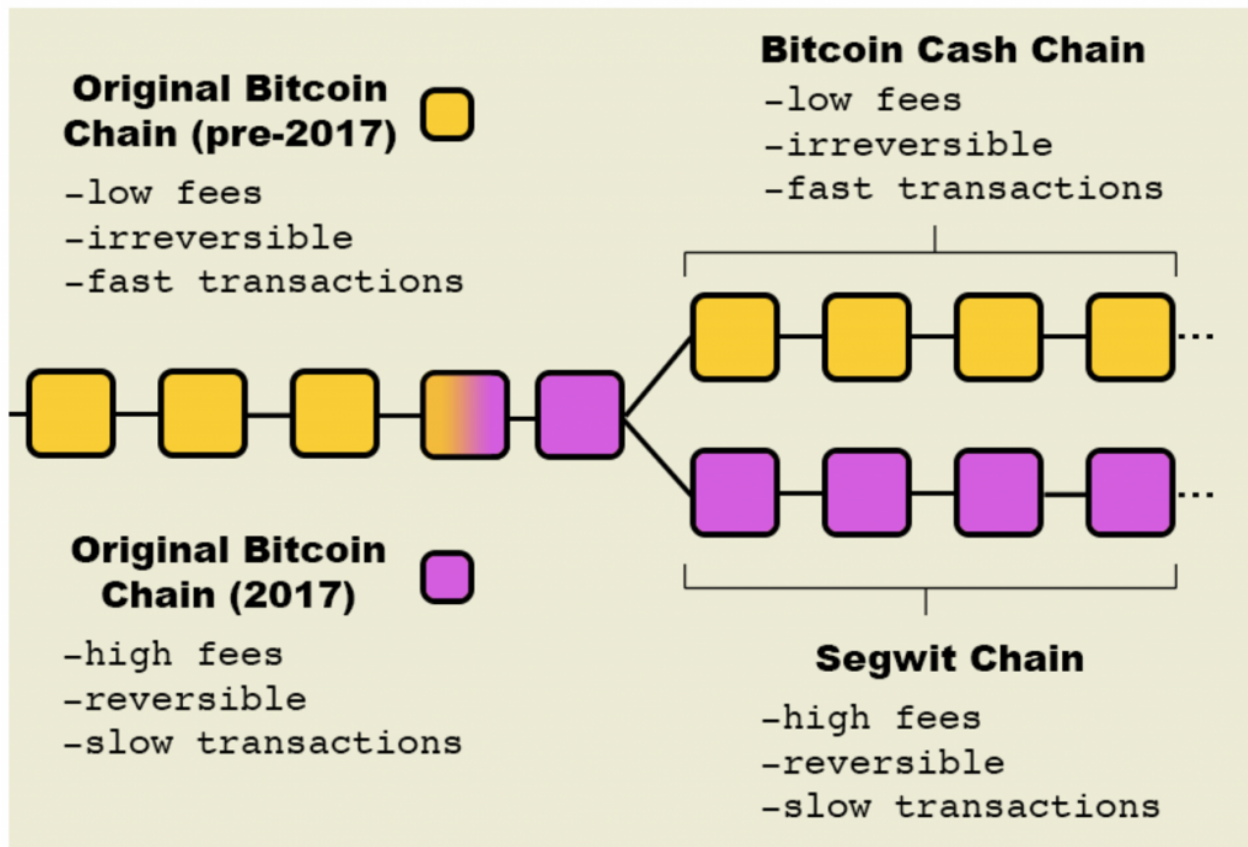 Original Bitcoin
Chain (pre-2017)
-low fees
-irreversible
-fast transactions
Bitcoin Cash Chain
-low fees
-irreversible
-fast transactions
...
...
Original Bitcoin
Chain (2017)
-high fees
-reversible
-slow transactions
Segwit Chain
-high fees
-reversible
-slow transactions